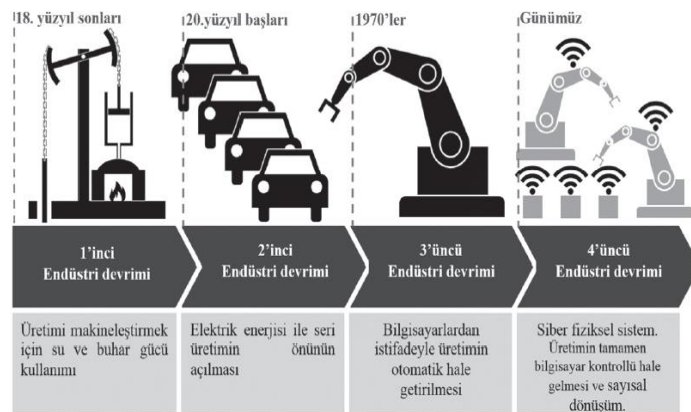 18. yüzyıl sonları
20.yüzyıl başları
1970’ler
Günümüz
1’inci
Endüstri devrimi
2’inci
Endüstri devrimi
3’üncü
Endüstri devrimi
4’üncü
Endüstri devrimi
Üretimi makineleştirmek
için su ve buhar gücü
kullanımı
Elektrik enerjisi ile seri
üretimin önünün
açılması
Bilgisayarlardan
istifadeyle üretimin
otomatik hale
getirilmesi
Siber fiziksel sistem.
Üretimin tamamen
bilgisayar kontrollü hale
gelmesi ve sayısal
dönüşüm.